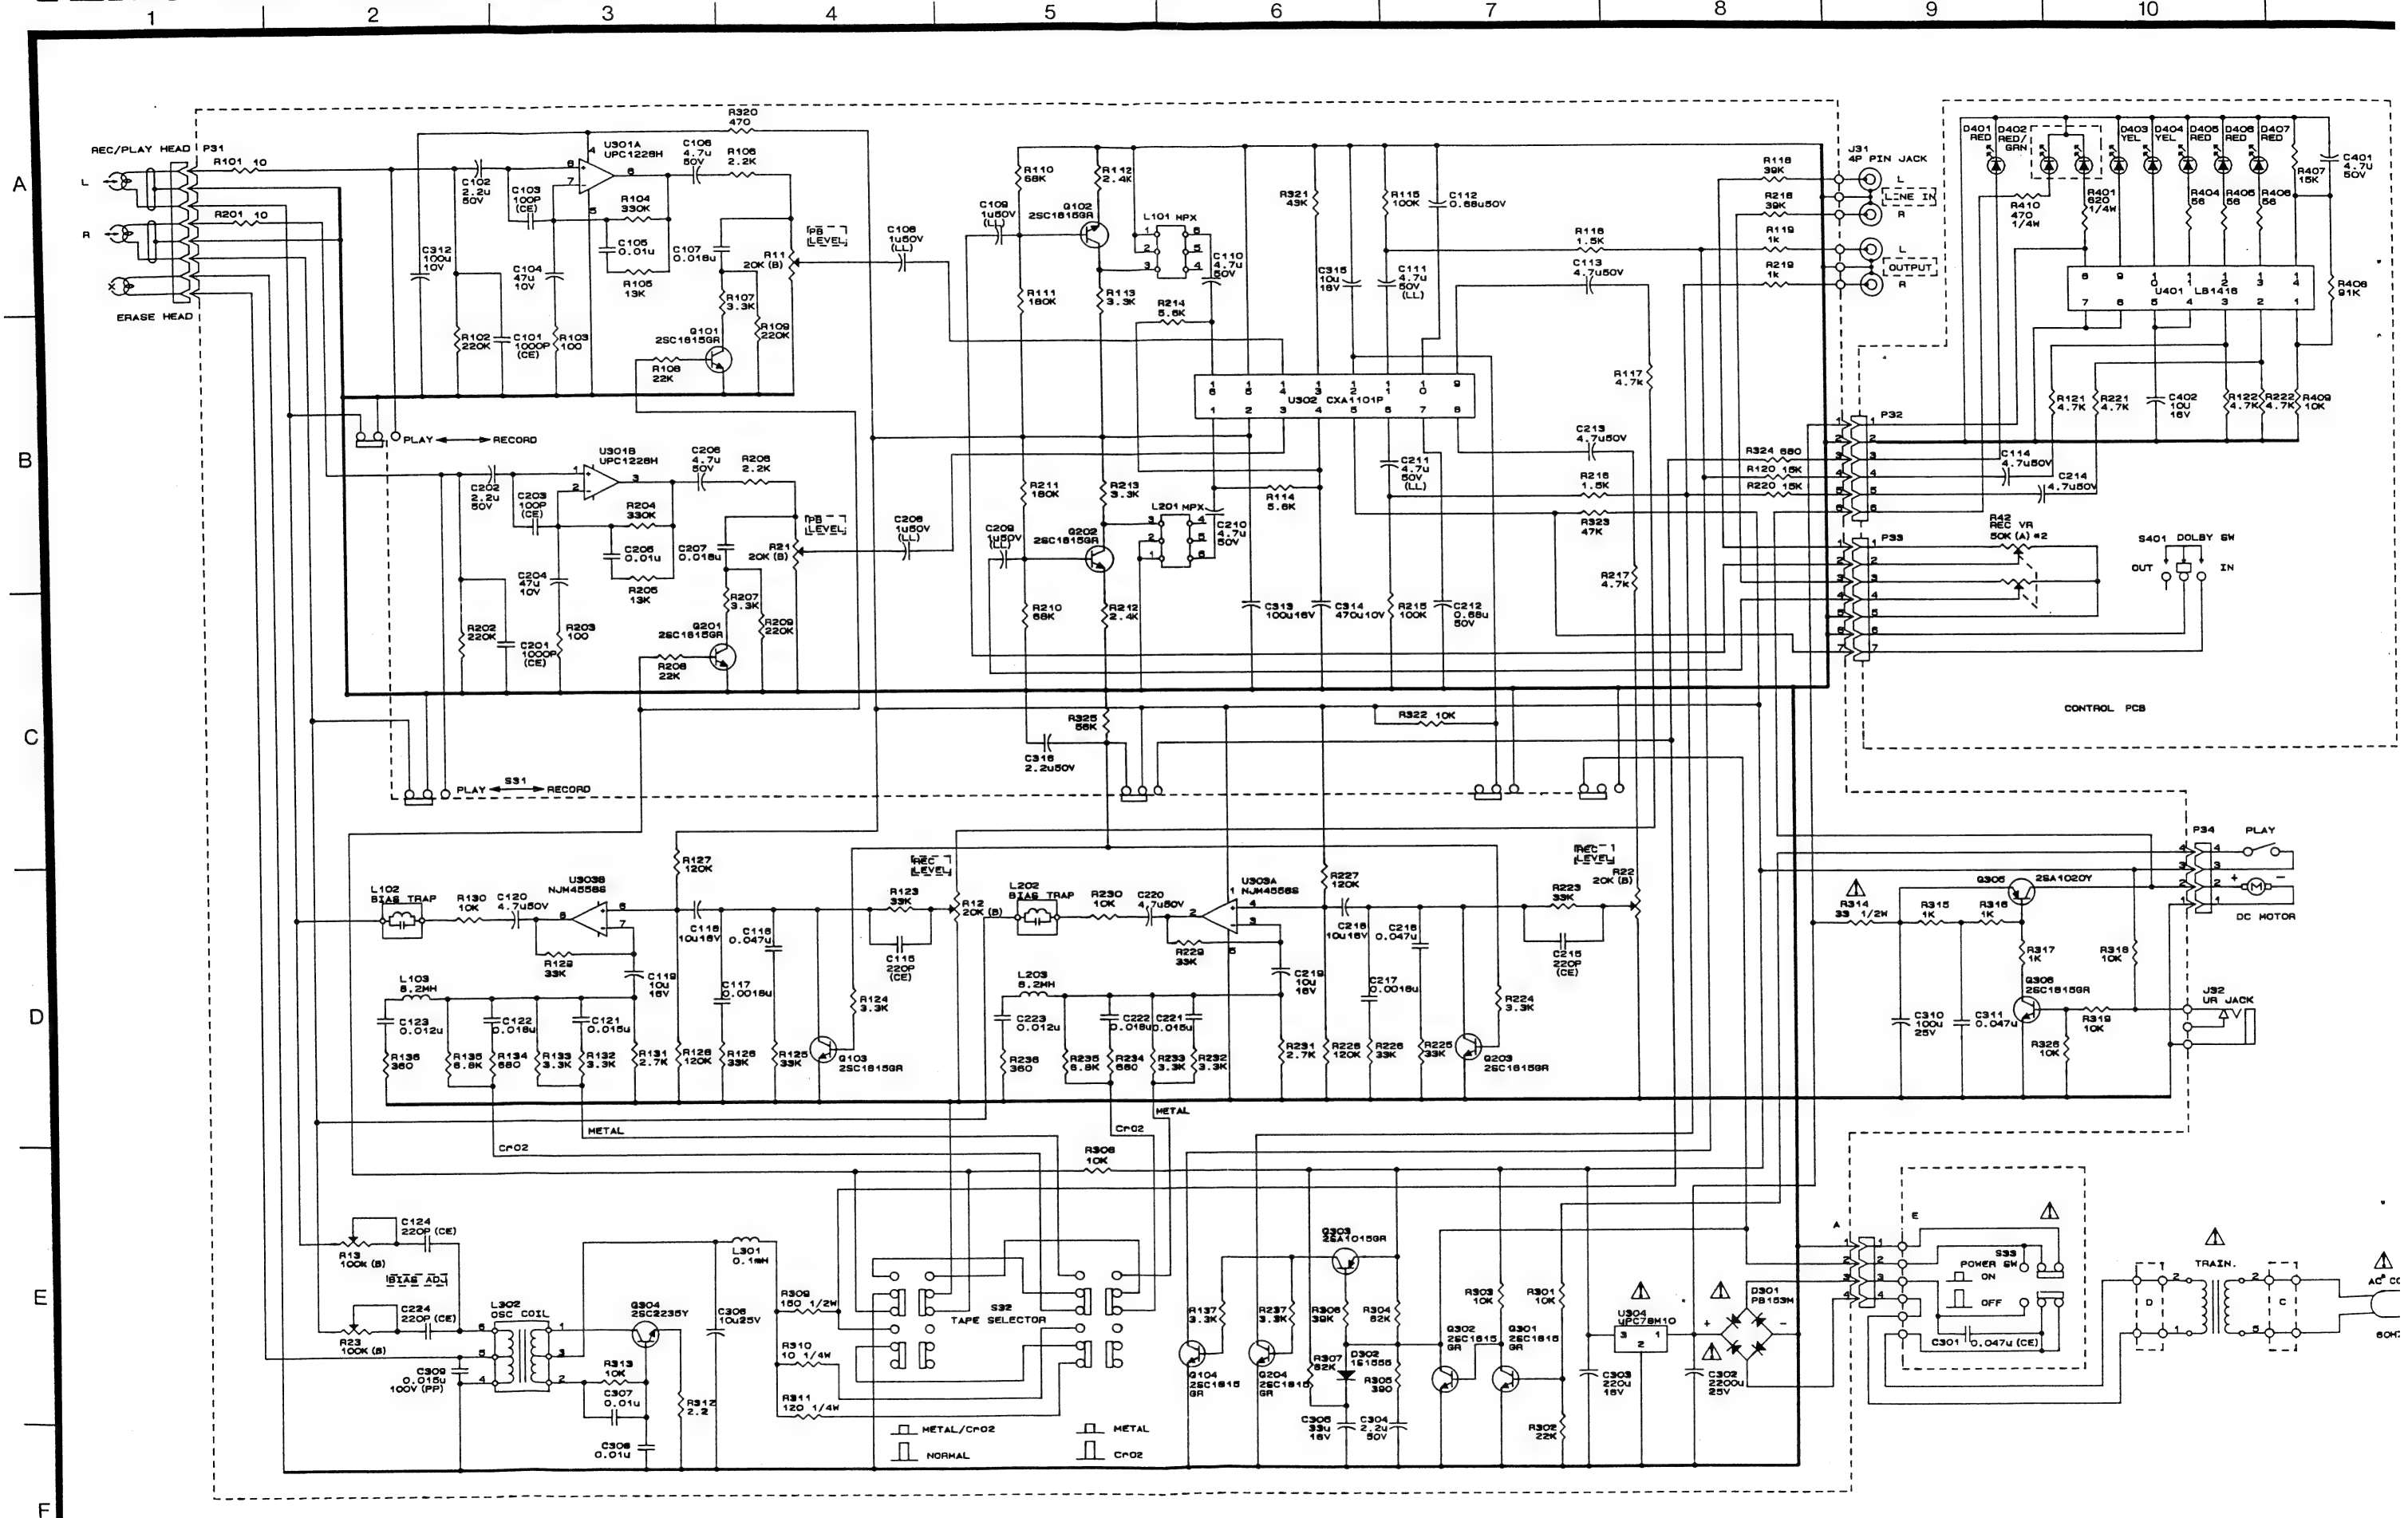 1 2 3 4 5 6 7 8 9 10
A
B
C
D
E
F
REC/PLAY HEAD P31
L
R
ERASE HEAD
R101 10
R201 10
R320
470
U301A
UPC1228H
C106
4.7u
50V
R106
2.2K
C102
2.2u
50V
C103
100P
(CE)
R104
330K
C105
0.01u
R105
13K
C107
0.018u
C312
100u
10V
C104
47u
10V
PB
LEVEL
R11
20K (B)
C108
1u50V
(LL)
R107
3.3K
R109
220K
Q101
2SC1815GR
R108
22K
R102
220K
C101
1000P
(CE)
R103
100
PLAY RECORD
U301B
UPC1228H
C206
4.7u
50V
R206
2.2K
C202
2.2u
50V
C203
100P
(CE)
R204
330K
C205
0.01u
R205
13K
C207
0.018u
C204
47u
10V
PB
LEVEL
R21
20K (B)
C208
1u50V
(LL)
R207
3.3K
R209
220K
Q201
2SC1815GR
R208
22K
R202
220K
C201
1000P
(CE)
R203
100
S31
PLAY RECORD
R110
68K
R112
2.4K
C109
1u50V
(LL)
Q102
2SC1815GR
L101 MPX
R111
180K
R113
3.3K
C110
4.7u
50V
R214
5.6K
R321
43K
R115
100K
C112
0.68u50V
C315
10u
16V
C111
4.7u
50V
(LL)
R116
1.5K
C113
4.7u50V
U302 CXA1101P
R117
4.7K
R211
180K
R213
3.3K
C209
1u50V
(LL)
Q202
2SC1815GR
L201 MPX
C210
4.7u
50V
R114
5.6K
C211
4.7u
50V
(LL)
C213
4.7u50V
R216
1.5K
R323
47K
R217
4.7K
R210
68K
R212
2.4K
C313
100u16V
C314
470u10V
R215
100K
C212
0.68u
50V
R325
56K
C316
2.2u50V
R322 10K
R118
39K
R218
39K
R119
1k
R219
1k
J31
4P PIN JACK
L
LINE IN
R
L
OUTPUT
R
D401
RED
D402
RED/
GRN
D403
YEL
D404
YEL
D405
RED
D406
RED
D407
RED
R407
15K
C401
4.7u
50V
R410
470
1/4W
R401
620
1/4W
R404
56
R405
56
R406
56
U401 LB1416
R408
91K
R121
4.7K
R221
4.7K
C402
10U
16V
R122
4.7K
R222
4.7K
R409
10K
P32
R324 680
R120 15K
R220 15K
C114
4.7u50V
C214
4.7u50V
P33
R42
REC VR
50K (A) #2
S401 DOLBY SW
OUT IN
CONTROL PCB
L102
BIAS TRAP
R130
10K
C120
4.7u50V
U303B
NJM4558S
R127
120K
R129
33K
C119
10u
16V
C118
10u16V
C116
0.047u
R123
33K
C115
220P
(CE)
REC
LEVEL
R12
20K (B)
L103
8.2MH
C123
0.012u
C122
0.018u
C121
0.015u
C117
0.0018u
R124
3.3K
R136
360
R135
6.8K
R134
680
R133
3.3K
R132
3.3K
R131
2.7K
R128
120K
R126
33K
R125
33K
Q103
2SC1815GR
L202
BIAS TRAP
R230
10K
C220
4.7u50V
U303A
NJM4558S
R227
120K
R229
33K
C219
10u
16V
C218
10u16V
C216
0.047u
R223
33K
C215
220P
(CE)
REC
LEVEL
R22
20K (B)
L203
8.2MH
C223
0.012u
C222
0.018u
C221
0.015u
C217
0.0018u
R224
3.3K
R236
360
R235
6.8K
R234
680
R233
3.3K
R232
3.3K
R231
2.7K
R228
120K
R226
33K
R225
33K
Q203
2SC1815GR
METAL
CrO2
METAL
CrO2
P34 PLAY
DC MOTOR
Q305 2SA1020Y
R314
33 1/2W
R315
1K
R316
1K
R317
1K
R318
10K
Q306
2SC1815GR
C310
100u
25V
C311
0.047u
R319
10K
R326
10K
J32
UR JACK
R308
10K
C124
220P (CE)
R13
100K (B)
BIAS ADJ
C224
220P (CE)
R23
100K (B)
L302
OSC COIL
C309
0.015u
100V (PP)
Q304
2SC2235Y
R313
10K
C307
0.01u
R312
2.2
C308
0.01u
L301
0.1mH
C306
10u25V
R309
150 1/2W
R310
10 1/4W
R311
120 1/4W
S32
TAPE SELECTOR
METAL/CrO2
NORMAL
METAL
CrO2
Q303
2SA1015GR
R137
3.3K
R237
3.3K
R306
39K
R304
82K
R303
10K
R301
10K
Q302
2SC1815
GR
Q301
2SC1815
GR
Q104
2SC1815
GR
Q204
2SC1815
GR
R307
82K
D302
1S1555
R305
390
C305
33u
16V
C304
2.2u
50V
R302
22K
U304
UPC78M10
C303
220u
16V
C302
2200u
25V
D301
PB153M
A
E
S33
POWER SW
ON
OFF
C301 0.047u (CE)
D
TRAIN.
C